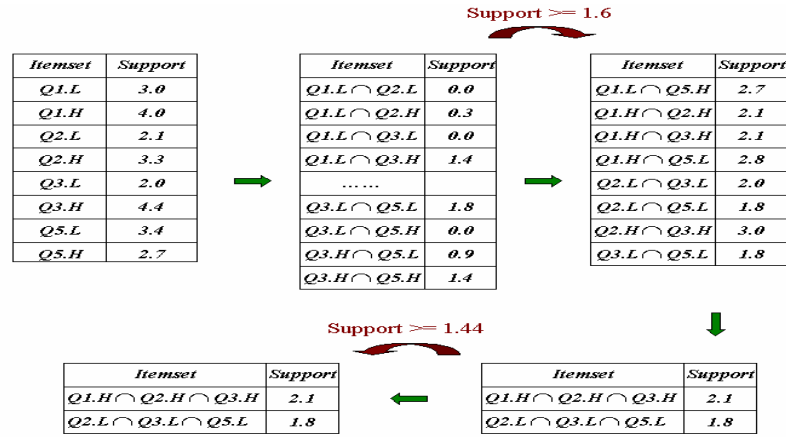 Support >= 1.6
Itemset Support
Q1.L 3.0
Q1.H 4.0
Q2.L 2.1
Q2.H 3.3
Q3.L 2.0
Q3.H 4.4
Q5.L 3.4
Q5.H 2.7
Itemset Support
Q1.L ∩ Q2.L 0.0
Q1.L ∩ Q2.H 0.3
Q1.L ∩ Q3.L 0.0
Q1.L ∩ Q3.H 1.4
......
Q3.L ∩ Q5.L 1.8
Q3.L ∩ Q5.H 0.0
Q3.H ∩ Q5.L 0.9
Q3.H ∩ Q5.H 1.4
Itemset Support
Q1.L ∩ Q5.H 2.7
Q1.H ∩ Q2.H 2.1
Q1.H ∩ Q3.H 2.1
Q1.H ∩ Q5.L 2.8
Q2.L ∩ Q3.L 2.0
Q2.L ∩ Q5.L 1.8
Q2.H ∩ Q3.H 3.0
Q3.L ∩ Q5.L 1.8
Support >= 1.44
Itemset Support
Q1.H ∩ Q2.H ∩ Q3.H 2.1
Q2.L ∩ Q3.L ∩ Q5.L 1.8
Itemset Support
Q1.H ∩ Q2.H ∩ Q3.H 2.1
Q2.L ∩ Q3.L ∩ Q5.L 1.8